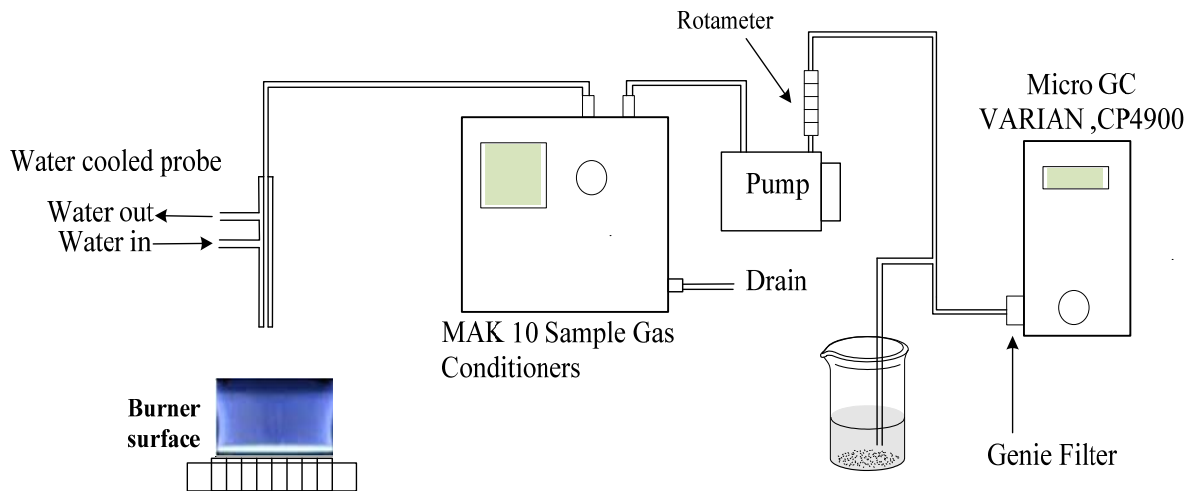 Rotameter
Micro GC
VARIAN ,CP4900
Water cooled probe
Water out
Water in
Pump
Drain
MAK 10 Sample Gas
Conditioners
Burner
surface
Genie Filter